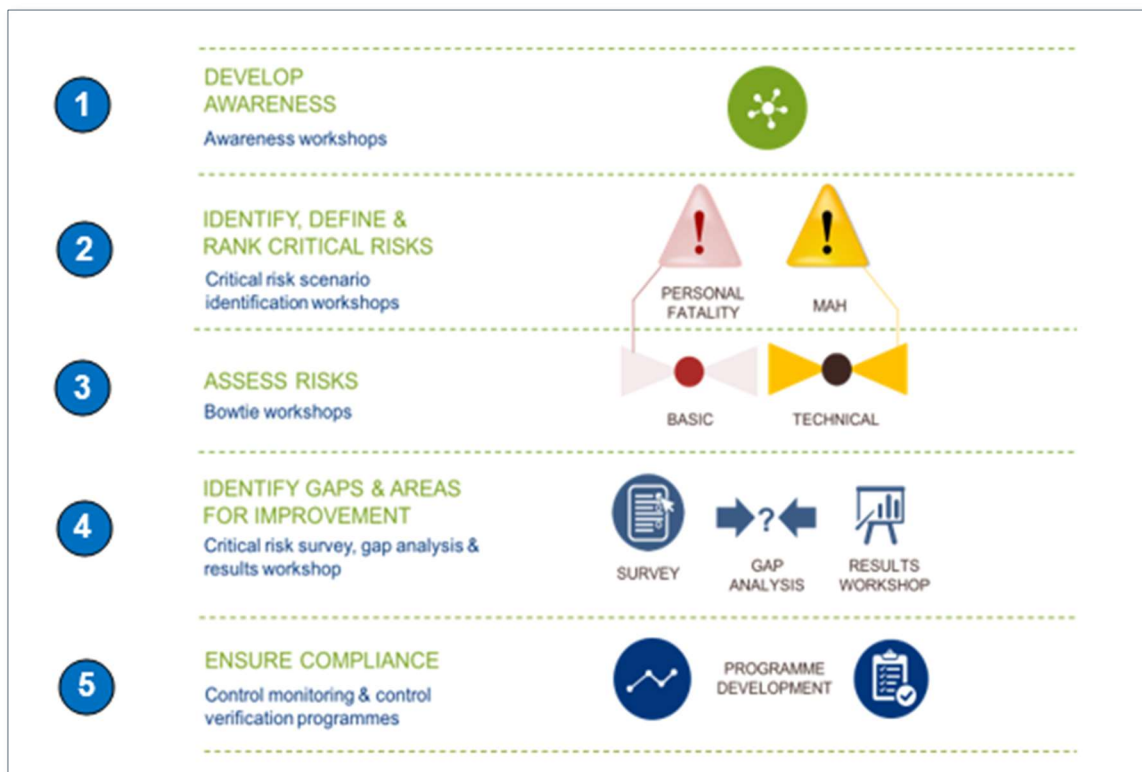 1
DEVELOP
AWARENESS
Awareness workshops
2
IDENTIFY, DEFINE &
RANK CRITICAL RISKS
Critical risk scenario
identification workshops
!
!
PERSONAL
FATALITY
MAH
3
ASSESS RISKS
Bowtie workshops
BASIC
TECHNICAL
4
IDENTIFY GAPS & AREAS
FOR IMPROVEMENT
Critical risk survey, gap analysis &
results workshop
?
SURVEY
GAP
ANALYSIS
RESULTS
WORKSHOP
5
ENSURE COMPLIANCE
Control monitoring & control
verification programmes
PROGRAMME
DEVELOPMENT